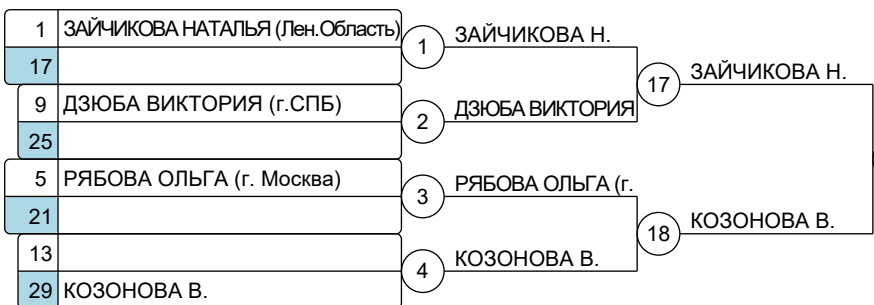 1 ЗАЙЧИКОВА НАТАЛЬЯ (Лен.Область)
17
9 ДЗЮБА ВИКТОРИЯ (г.СПБ)
25
5 РЯБОВА ОЛЬГА (г. Москва)
21
13
29 КОЗОНОВА В.
1 ЗАЙЧИКОВА Н.
2 ДЗЮБА ВИКТОРИЯ
3 РЯБОВА ОЛЬГА (г.
4 КОЗОНОВА В.
17 ЗАЙЧИКОВА Н.
18 КОЗОНОВА В.